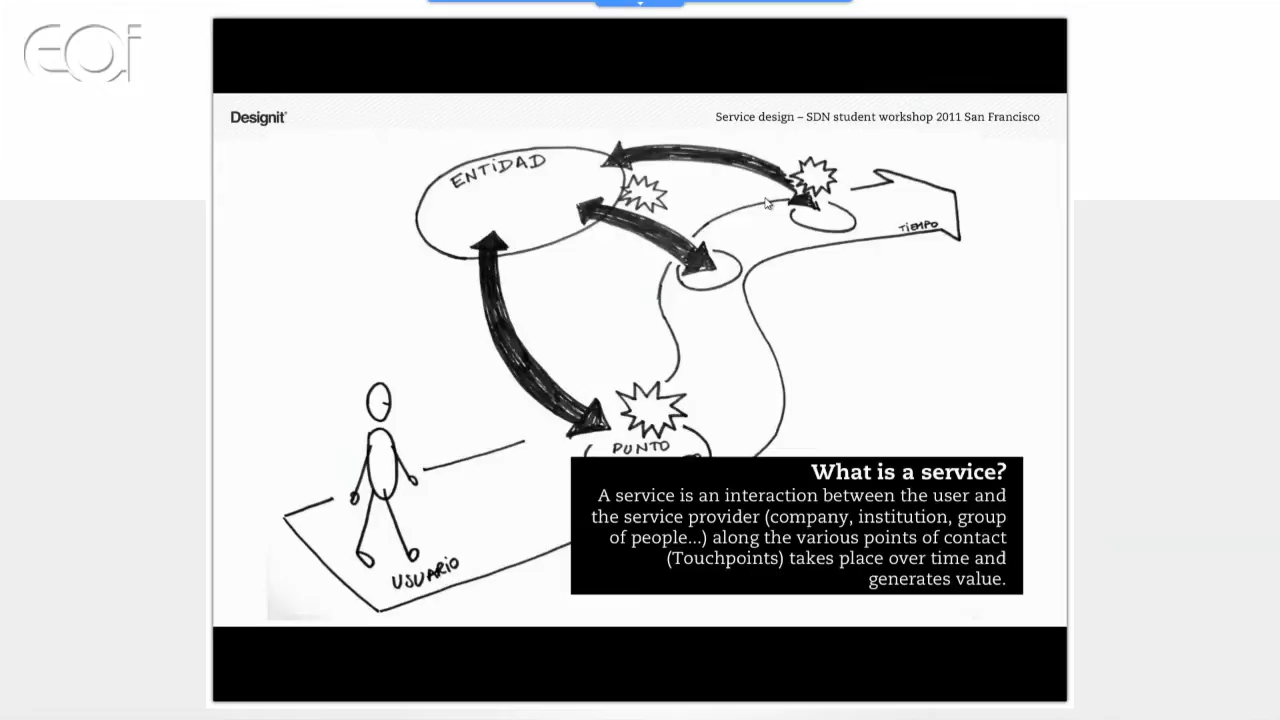 EOI
Designit
Service design – SDN student workshop 2011 San Francisco
ENTiDAD
TiEMPO
PUNTO
USUARiO
What is a service?
A service is an interaction between the user and
the service provider (company, institution, group
of people...) along the various points of contact
(Touchpoints) takes place over time and
generates value.